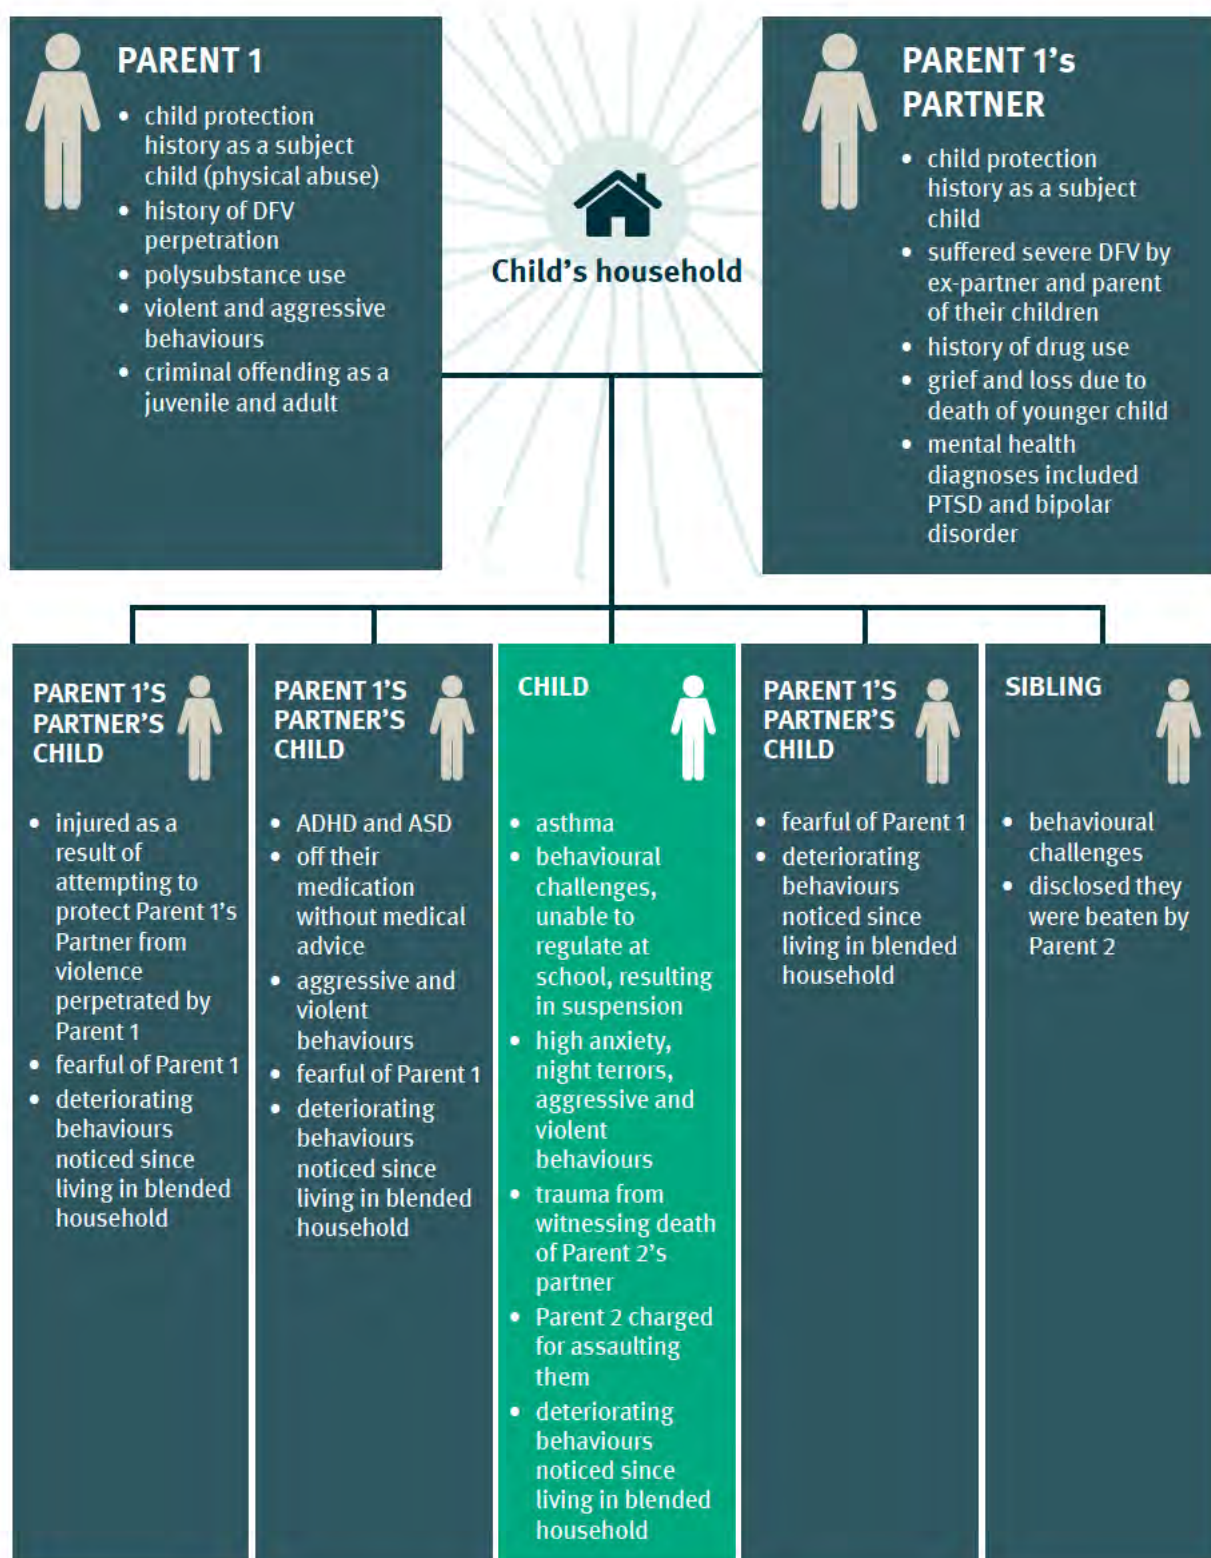 PARENT 1
• child protection
history as a subject
child (physical abuse)
• history of DFV
perpetration
• polysubstance use
• violent and aggressive
behaviours
• criminal offending as a
juvenile and adult
Child's household
PARENT 1's
PARTNER
• child protection
history as a subject
child
• suffered severe DFV by
ex-partner and parent
of their children
• history of drug use
• grief and loss due to
death of younger child
• mental health
diagnoses included
PTSD and bipolar
disorder
PARENT 1'S
PARTNER'S
CHILD
• injured as a
result of
attempting to
protect Parent 1's
Partner from
violence
perpetrated by
Parent 1
• fearful of Parent 1
• deteriorating
behaviours
noticed since
living in blended
household
PARENT 1'S
PARTNER'S
CHILD
• ADHD and ASD
• off their
medication
without medical
advice
• aggressive and
violent
behaviours
• fearful of Parent 1
• deteriorating
behaviours
noticed since
living in blended
household
CHILD
• asthma
• behavioural
challenges,
unable to
regulate at
school, resulting
in suspension
• high anxiety,
night terrors,
aggressive and
violent
behaviours
• trauma from
witnessing death
of Parent 2's
partner
• Parent 2 charged
for assaulting
them
• deteriorating
behaviours
noticed since
living in blended
household
PARENT 1'S
PARTNER'S
CHILD
• fearful of Parent 1
• deteriorating
behaviours
noticed since
living in blended
household
SIBLING
• behavioural
challenges
• disclosed they
were beaten by
Parent 2